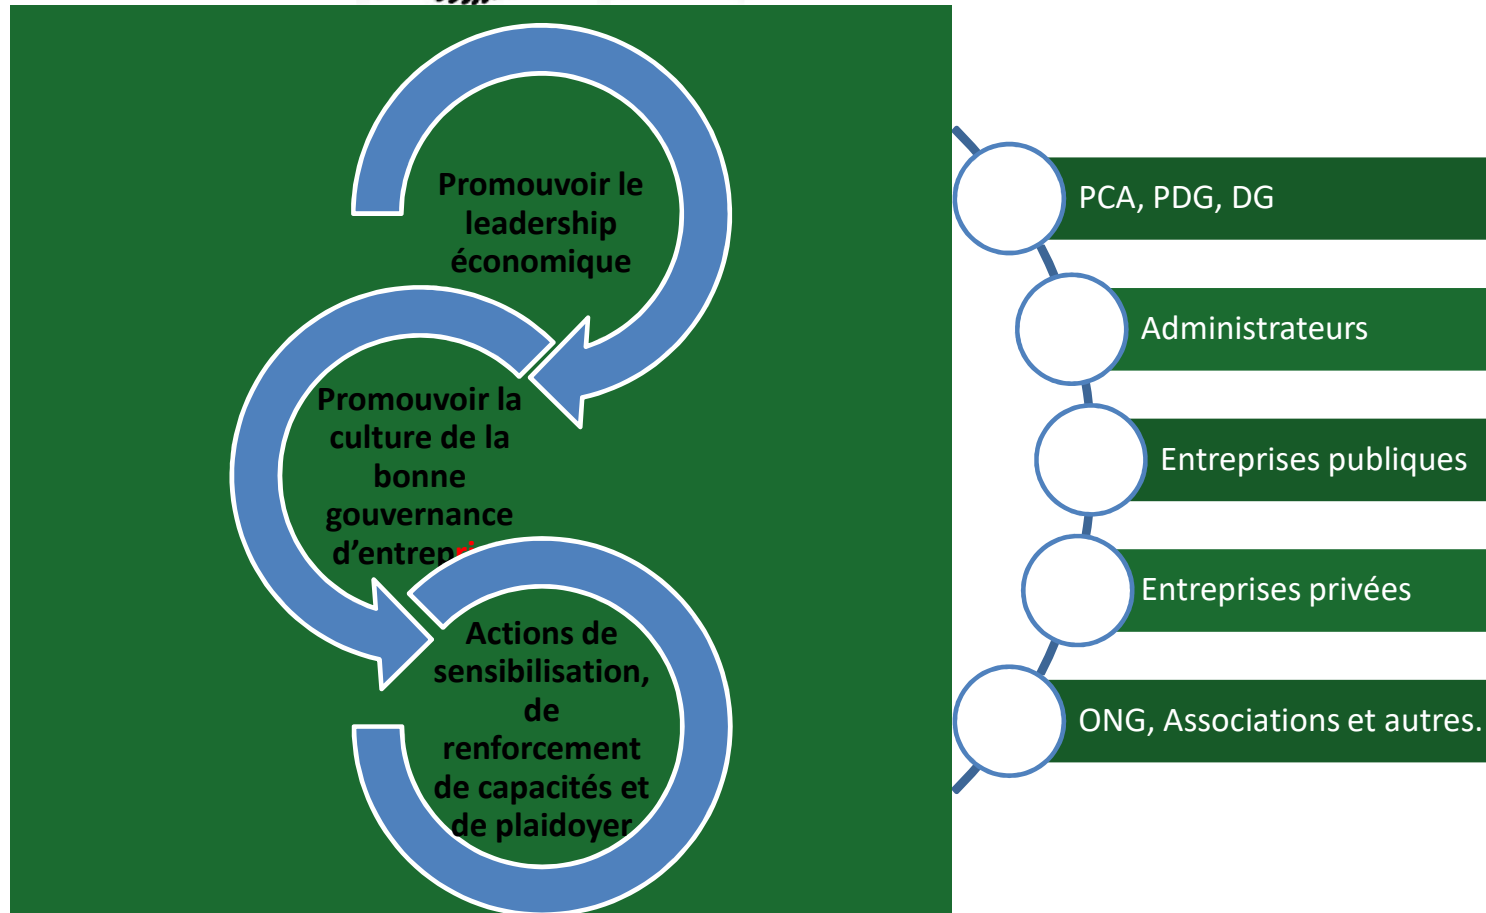 Promouvoir le
leadership
économique
Promouvoir la
culture de la
bonne
gouvernance
Actions de
sensibilisation,
de
renforcement
de capacités et
de plaidoyer
PCA, PDG, DG
Administrateurs
Entreprises publiques
Entreprises privées
ONG, Associations et autres.